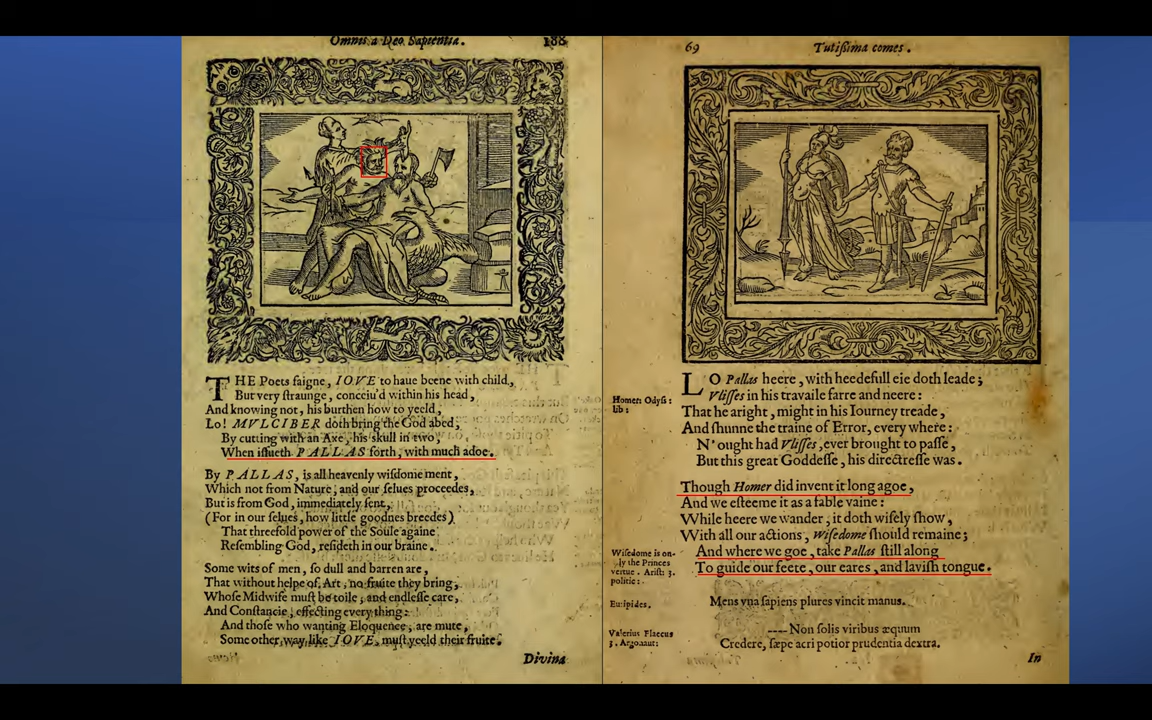 Omnis a Deo Sapientia. 188
THE Poets faigne, IOVE to haue beene with child,
But very ſtraunge, conceiu'd within his head,
And knowing not, his burthen how to yeeld,
Lo! MVLCIBER doth bring the God abed,
By cutting with an Axe, his skull in two,
When iſſueth PALLAS forth, with much adoe.
By PALLAS, is all heavenly wiſdome ment,
Which not from Nature, and our ſelues proceedes,
But is from God, immediately ſent,
(For in our ſelues, how little goodnes breedes)
That threefold power of the Soule againe
Reſembling God, reſideth in our braine.
Some wits of men, ſo dull and barren are,
That without helpe of Art, no fruite they bring,
Whoſe Midwife muſt be toile, and endleſſe care,
And Conſtancie, effecting every thing:
And thoſe who wanting Eloquence, are mute,
Some other way like IOVE, muſt yeeld their fruite.
Divina
69 Tutiſsima comes.
LO Pallas heere, with heedefull eie doth leade;
Vliſſes in his travaile farre and neere:
That he aright, might in his Iourney treade,
And ſhunne the traine of Error, every where:
N'ought had Vliſſes, ever brought to paſſe,
But this great Goddeſſe, his directreſſe was.
Though Homer did invent it long agoe,
And we eſteeme it as a fable vaine:
While heere we wander, it doth wiſely ſhow,
With all our actions, Wiſedome ſhould remaine;
And where we goe, take Pallas ſtill along
To guide our feete, our eares, and laviſh tongue.
Mens vna ſapiens plures vincit manus.
---- Non ſolis viribus æquum
Credere, ſæpe acri potior prudentia dextra.
Homer: Odyſ:
lib:
Wiſedome is on-
ly the Princes
vertue. Ariſt: 3.
politic:
Euripides.
Valerius Flaccus
3. Argonaut:
In